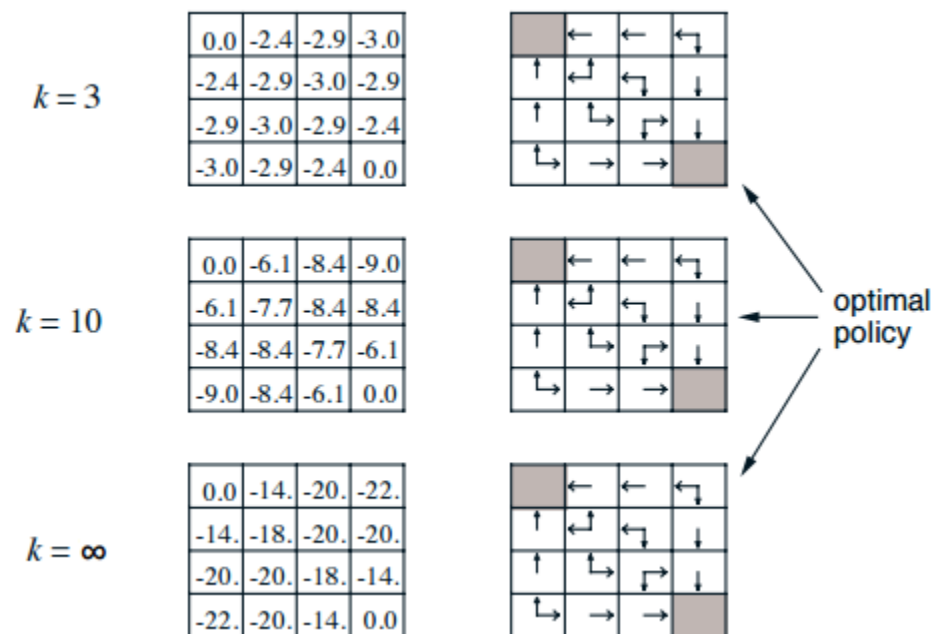 0.0 -2.4 -2.9 -3.0
-2.4 -2.9 -3.0 -2.9
k = 3
-2.9 -3.0 -2.9 -2.4
-3.0 -2.9 -2.4 0.0
0.0 -6.1 -8.4 -9.0
-6.1 -7.7 -8.4 -8.4
k = 10
-8.4 -8.4 -7.7 -6.1
-9.0 -8.4 -6.1 0.0
optimal
policy
0.0 -14. -20. -22.
-14. -18. -20. -20.
k = ∞
-20. -20. -18. -14.
-22. -20. -14. 0.0